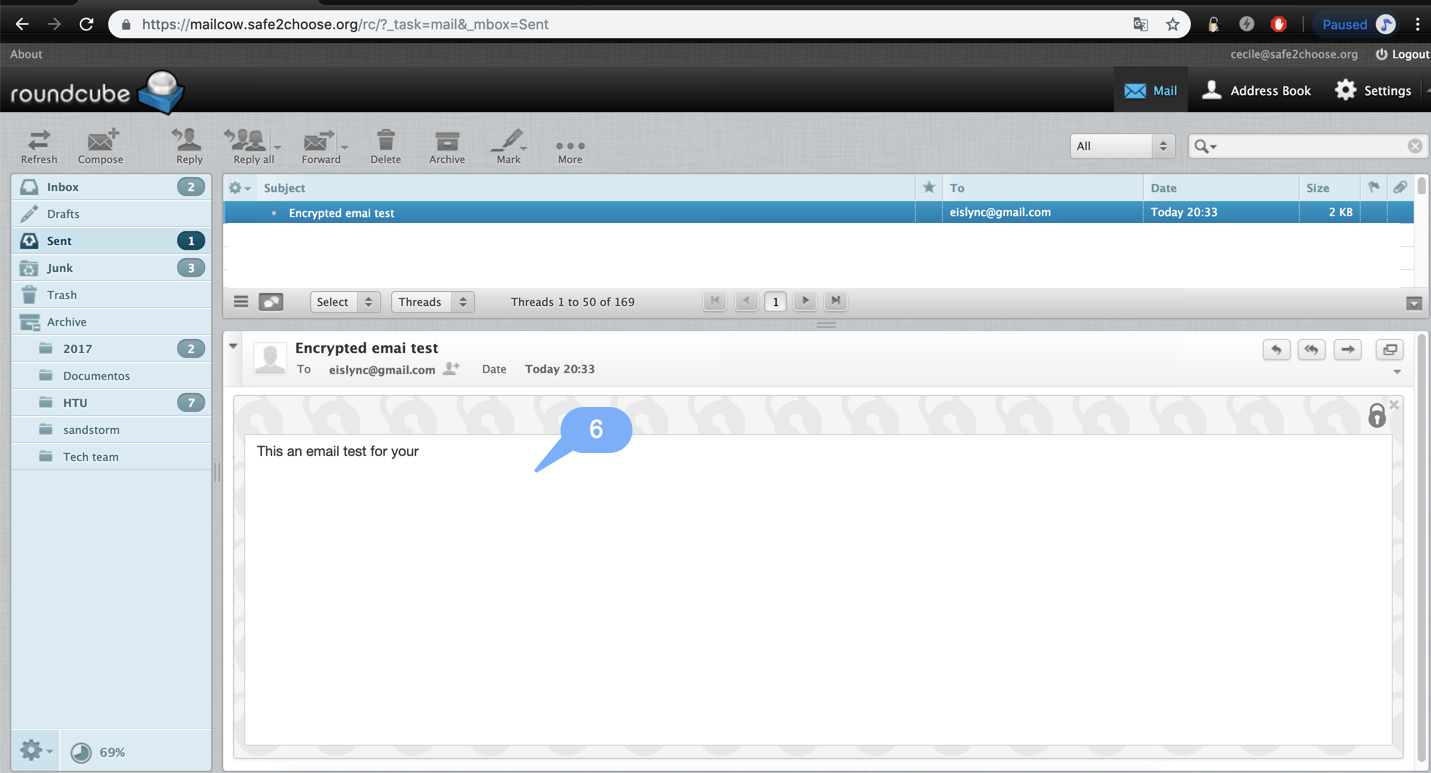 https://mailcow.safe2choose.org/rc/?_task=mail&_mbox=Sent
Paused
About
cecile@safe2choose.org
Logout
roundcube
Mail
Address Book
Settings
Refresh
Compose
Reply
Reply all
Forward
Delete
Archive
Mark
More
All
Inbox 2
Drafts
Sent 1
Junk 3
Trash
Archive
2017 2
Documentos
HTU 7
sandstorm
Tech team
69%
Subject To Date Size
Encrypted emai test eislync@gmail.com Today 20:33 2 KB
Select Threads Threads 1 to 50 of 169 1
Encrypted emai test
To eislync@gmail.com Date Today 20:33
6
This an email test for your